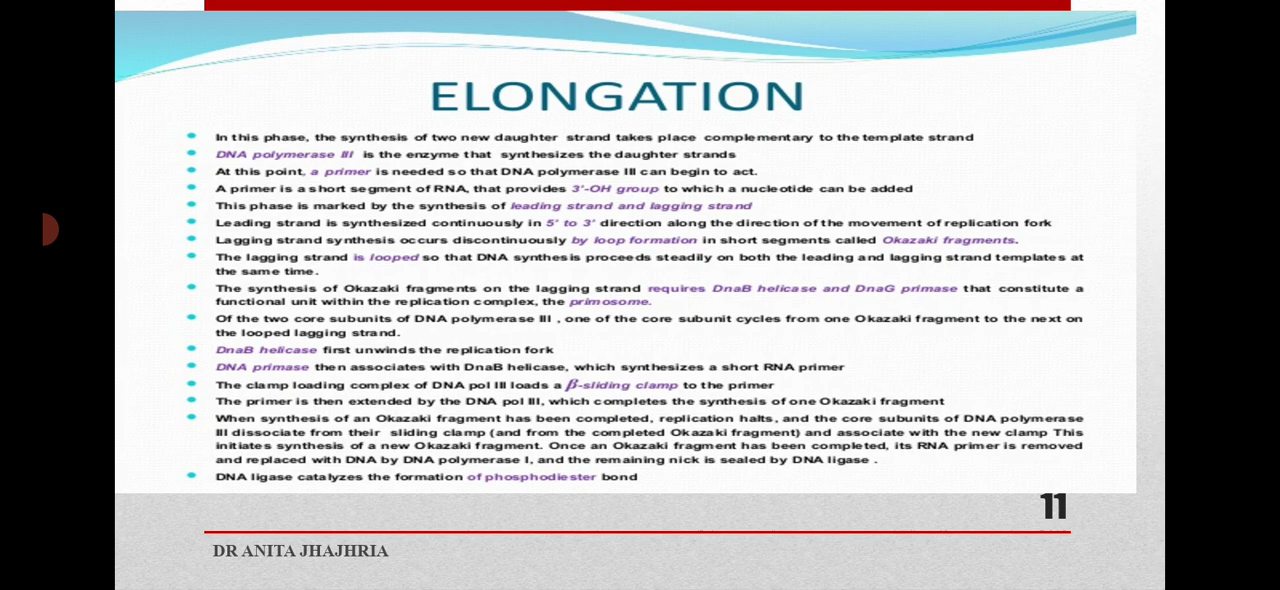 ELONGATION
In this phase, the synthesis of two new daughter strand takes place complementary to the template strand
DNA polymerase III is the enzyme that synthesizes the daughter strands
At this point, a primer is needed so that DNA polymerase III can begin to act.
A primer is a short segment of RNA, that provides 3'-OH group to which a nucleotide can be added
This phase is marked by the synthesis of leading strand and lagging strand
Leading strand is synthesized continuously in 5' to 3' direction along the direction of the movement of replication fork
Lagging strand synthesis occurs discontinuously by loop formation in short segments called Okazaki fragments.
The lagging strand is looped so that DNA synthesis proceeds steadily on both the leading and lagging strand templates at
the same time.
The synthesis of Okazaki fragments on the lagging strand requires DnaB helicase and DnaG primase that constitute a
functional unit within the replication complex, the primosome.
Of the two core subunits of DNA polymerase III , one of the core subunit cycles from one Okazaki fragment to the next on
the looped lagging strand.
DnaB helicase first unwinds the replication fork
DNA primase then associates with DnaB helicase, which synthesizes a short RNA primer
The clamp loading complex of DNA pol III loads a β-sliding clamp to the primer
The primer is then extended by the DNA pol III, which completes the synthesis of one Okazaki fragment
When synthesis of an Okazaki fragment has been completed, replication halts, and the core subunits of DNA polymerase
III dissociate from their sliding clamp (and from the completed Okazaki fragment) and associate with the new clamp This
initiates synthesis of a new Okazaki fragment. Once an Okazaki fragment has been completed, its RNA primer is removed
and replaced with DNA by DNA polymerase I, and the remaining nick is sealed by DNA ligase .
DNA ligase catalyzes the formation of phosphodiester bond
11
DR ANITA JHAJHRIA